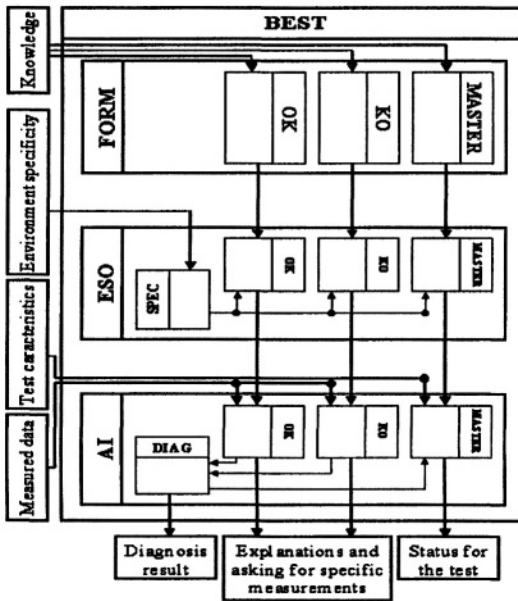 BEST
Knowledge
FORM
OK
KO
MASTER
Environment specificity
ESO
SPEC
OK
KO
MASTER
Test caracteristics
Measured data
AI
DIAG
OK
KO
MASTER
Diagnosis
result
Explanations and
asking for specific
measurements
Status for
the test